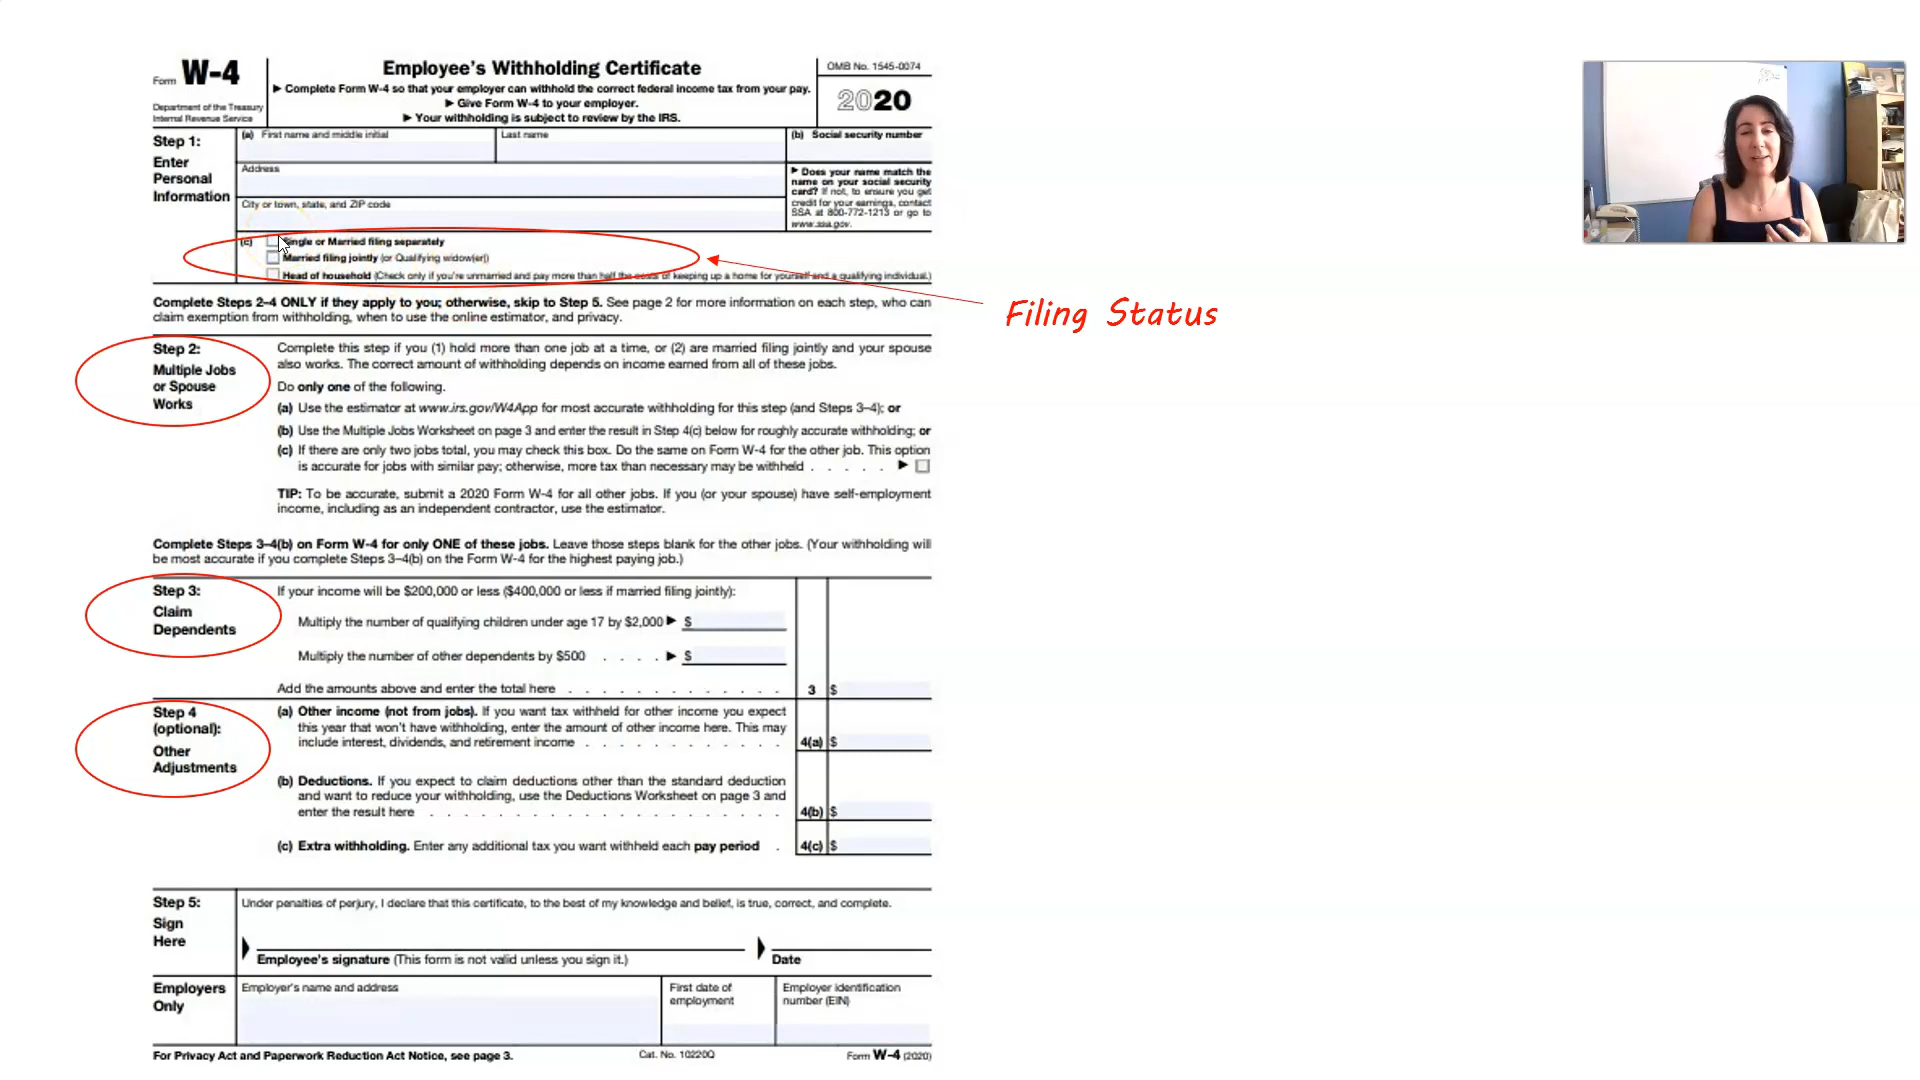 Form W-4
Department of the Treasury
Internal Revenue Service
Employee's Withholding Certificate
▶ Complete Form W-4 so that your employer can withhold the correct federal income tax from your pay.
▶ Give Form W-4 to your employer.
▶ Your withholding is subject to review by the IRS.
OMB No. 1545-0074
2020
Step 1:
Enter
Personal
Information
(a) First name and middle initial
Last name
(b) Social security number
Address
▶ Does your name match the
name on your social security
card? If not, to ensure you get
credit for your earnings, contact
SSA at 800-772-1213 or go to
www.ssa.gov.
City or town, state, and ZIP code
(c) Single or Married filing separately
Married filing jointly (or Qualifying widow(er))
Head of household (Check only if you're unmarried and pay more than half the costs of keeping up a home for yourself and a qualifying individual.)
Filing Status
Complete Steps 2–4 ONLY if they apply to you; otherwise, skip to Step 5. See page 2 for more information on each step, who can
claim exemption from withholding, when to use the online estimator, and privacy.
Step 2:
Multiple Jobs
or Spouse
Works
Complete this step if you (1) hold more than one job at a time, or (2) are married filing jointly and your spouse
also works. The correct amount of withholding depends on income earned from all of these jobs.
Do only one of the following.
(a) Use the estimator at www.irs.gov/W4App for most accurate withholding for this step (and Steps 3–4); or
(b) Use the Multiple Jobs Worksheet on page 3 and enter the result in Step 4(c) below for roughly accurate withholding; or
(c) If there are only two jobs total, you may check this box. Do the same on Form W-4 for the other job. This option
is accurate for jobs with similar pay; otherwise, more tax than necessary may be withheld . . . . . ▶
TIP: To be accurate, submit a 2020 Form W-4 for all other jobs. If you (or your spouse) have self-employment
income, including as an independent contractor, use the estimator.
Complete Steps 3–4(b) on Form W-4 for only ONE of these jobs. Leave those steps blank for the other jobs. (Your withholding will
be most accurate if you complete Steps 3–4(b) on the Form W-4 for the highest paying job.)
Step 3:
Claim
Dependents
If your income will be $200,000 or less ($400,000 or less if married filing jointly):
Multiply the number of qualifying children under age 17 by $2,000 ▶ $
Multiply the number of other dependents by $500 . . . . ▶ $
Add the amounts above and enter the total here . . . . . . . . . . . . . 3 $
Step 4
(optional):
Other
Adjustments
(a) Other income (not from jobs). If you want tax withheld for other income you expect
this year that won't have withholding, enter the amount of other income here. This may
include interest, dividends, and retirement income . . . . . . . . . . . . 4(a) $
(b) Deductions. If you expect to claim deductions other than the standard deduction
and want to reduce your withholding, use the Deductions Worksheet on page 3 and
enter the result here . . . . . . . . . . . . . . . . . . . . . 4(b) $
(c) Extra withholding. Enter any additional tax you want withheld each pay period . 4(c) $
Step 5:
Sign
Here
Under penalties of perjury, I declare that this certificate, to the best of my knowledge and belief, is true, correct, and complete.
Employee's signature (This form is not valid unless you sign it.)
Date
Employers
Only
Employer's name and address
First date of
employment
Employer identification
number (EIN)
For Privacy Act and Paperwork Reduction Act Notice, see page 3.
Cat. No. 10220Q
Form W-4 (2020)